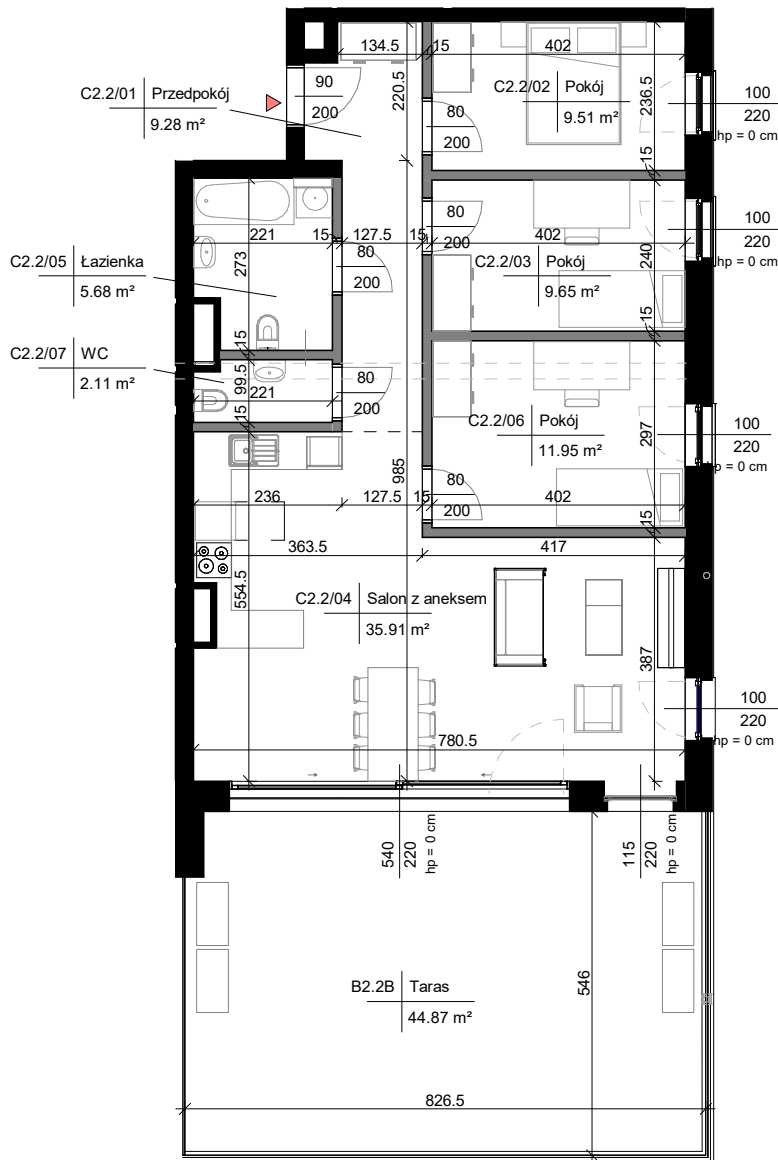 134.5
15
402
C2.2/01 Przedpokój
9.28 m²
90
200
220.5
C2.2/02 Pokój
9.51 m²
236.5
100
220
hp = 0 cm
80
200
15
80
200
100
220
hp = 0 cm
221
15
127.5
15
402
80
200
C2.2/05 Łazienka
5.68 m²
273
C2.2/03 Pokój
9.65 m²
240
15
15
C2.2/07 WC
2.11 m²
99.5
221
15
80
200
C2.2/06 Pokój
11.95 m²
297
100
220
hp = 0 cm
985
80
200
236
127.5
15
402
15
363.5
417
554.5
C2.2/04 Salon z aneksem
35.91 m²
387
100
220
hp = 0 cm
780.5
540
220
hp = 0 cm
115
220
hp = 0 cm
B2.2B Taras
44.87 m²
546
826.5